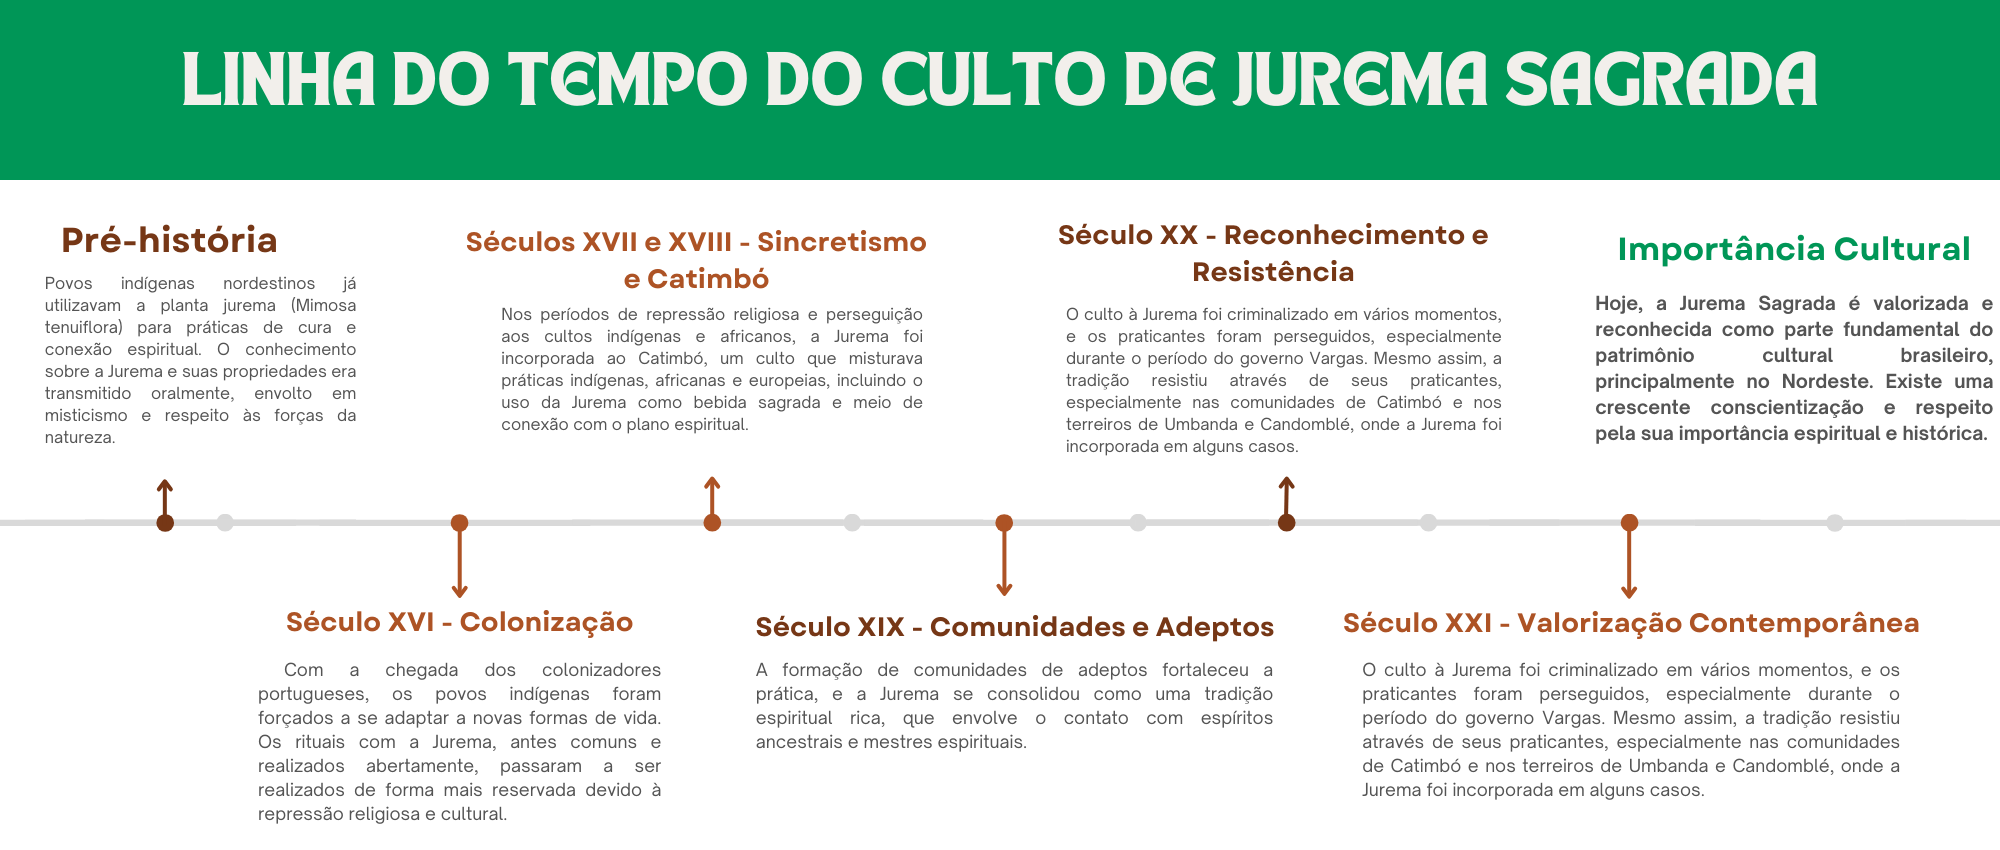 LINHA DO TEMPO DO CULTO DE JUREMA SAGRADA
Pré-história
Povos indígenas nordestinos já
utilizavam a planta jurema (Mimosa
tenuiflora) para práticas de cura e
conexão espiritual. O conhecimento
sobre a Jurema e suas propriedades era
transmitido oralmente, envolto em
misticismo e respeito às forças da
natureza.
Séculos XVII e XVIII - Sincretismo
e Catimbó
Nos períodos de repressão religiosa e perseguição
aos cultos indígenas e africanos, a Jurema foi
incorporada ao Catimbó, um culto que misturava
práticas indígenas, africanas e europeias, incluindo o
uso da Jurema como bebida sagrada e meio de
conexão com o plano espiritual.
Século XX - Reconhecimento e
Resistência
O culto à Jurema foi criminalizado em vários momentos,
e os praticantes foram perseguidos, especialmente
durante o período do governo Vargas. Mesmo assim, a
tradição resistiu através de seus praticantes,
especialmente nas comunidades de Catimbó e nos
terreiros de Umbanda e Candomblé, onde a Jurema foi
incorporada em alguns casos.
Importância Cultural
Hoje, a Jurema Sagrada é valorizada e
reconhecida como parte fundamental do
patrimônio cultural brasileiro,
principalmente no Nordeste. Existe uma
crescente conscientização e respeito
pela sua importância espiritual e histórica.
Século XVI - Colonização
Com a chegada dos colonizadores
portugueses, os povos indígenas foram
forçados a se adaptar a novas formas de vida.
Os rituais com a Jurema, antes comuns e
realizados abertamente, passaram a ser
realizados de forma mais reservada devido à
repressão religiosa e cultural.
Século XIX - Comunidades e Adeptos
A formação de comunidades de adeptos fortaleceu a
prática, e a Jurema se consolidou como uma tradição
espiritual rica, que envolve o contato com espíritos
ancestrais e mestres espirituais.
Século XXI - Valorização Contemporânea
O culto à Jurema foi criminalizado em vários momentos, e os
praticantes foram perseguidos, especialmente durante o
período do governo Vargas. Mesmo assim, a tradição resistiu
através de seus praticantes, especialmente nas comunidades
de Catimbó e nos terreiros de Umbanda e Candomblé, onde a
Jurema foi incorporada em alguns casos.